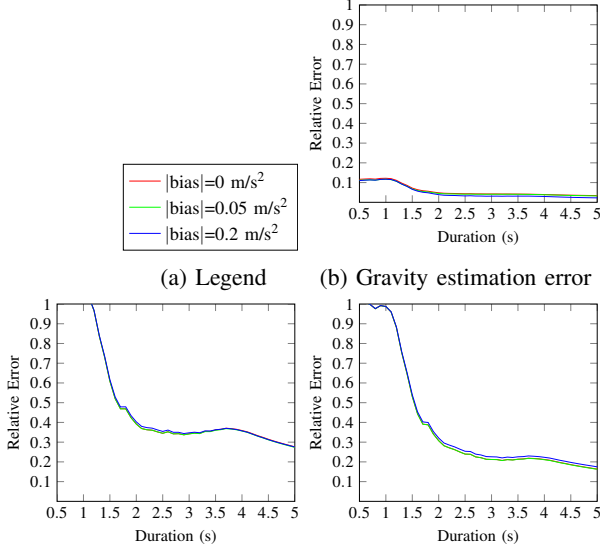 1
0.9
0.8
0.7
0.6
0.5
0.4
0.3
0.2
0.1
Relative Error
0.5 1 1.5 2 2.5 3 3.5 4 4.5 5
Duration (s)
|bias|=0 m/s²
|bias|=0.05 m/s²
|bias|=0.2 m/s²
(a) Legend
(b) Gravity estimation error
1
0.9
0.8
0.7
0.6
0.5
0.4
0.3
0.2
0.1
Relative Error
0.5 1 1.5 2 2.5 3 3.5 4 4.5 5
Duration (s)
1
0.9
0.8
0.7
0.6
0.5
0.4
0.3
0.2
0.1
Relative Error
0.5 1 1.5 2 2.5 3 3.5 4 4.5 5
Duration (s)